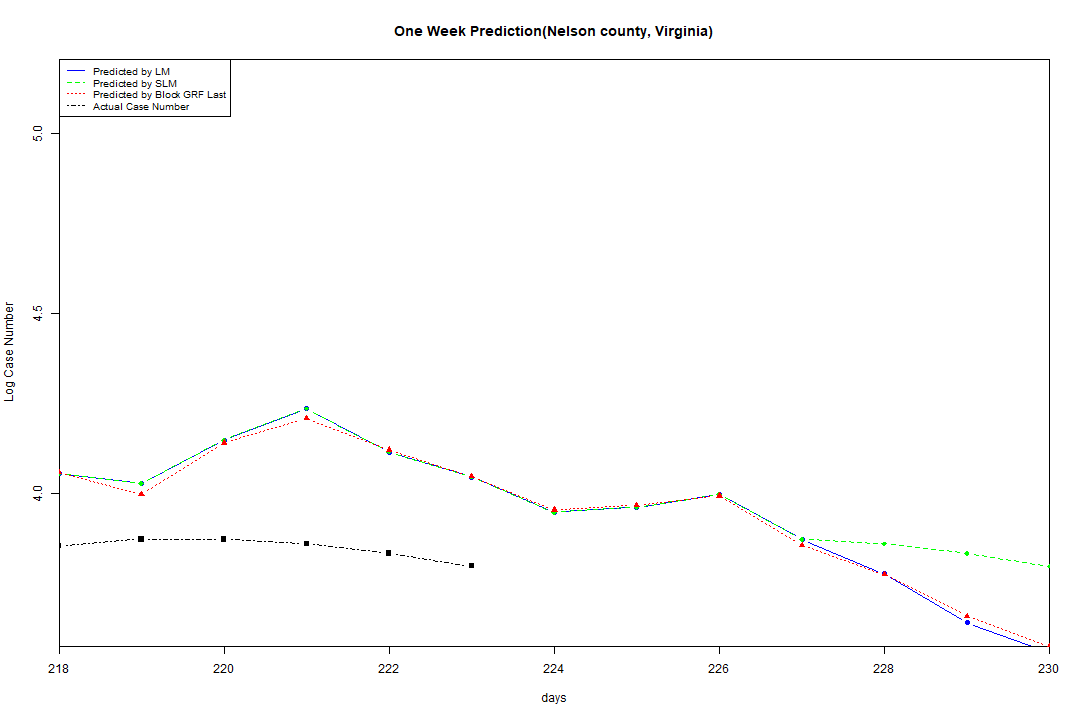 One Week Prediction(Nelson county, Virginia)
Predicted by LM
Predicted by SLM
Predicted by Block GRF Last
Actual Case Number
5.0
4.5
4.0
Log Case Number
218 220 222 224 226 228 230
days